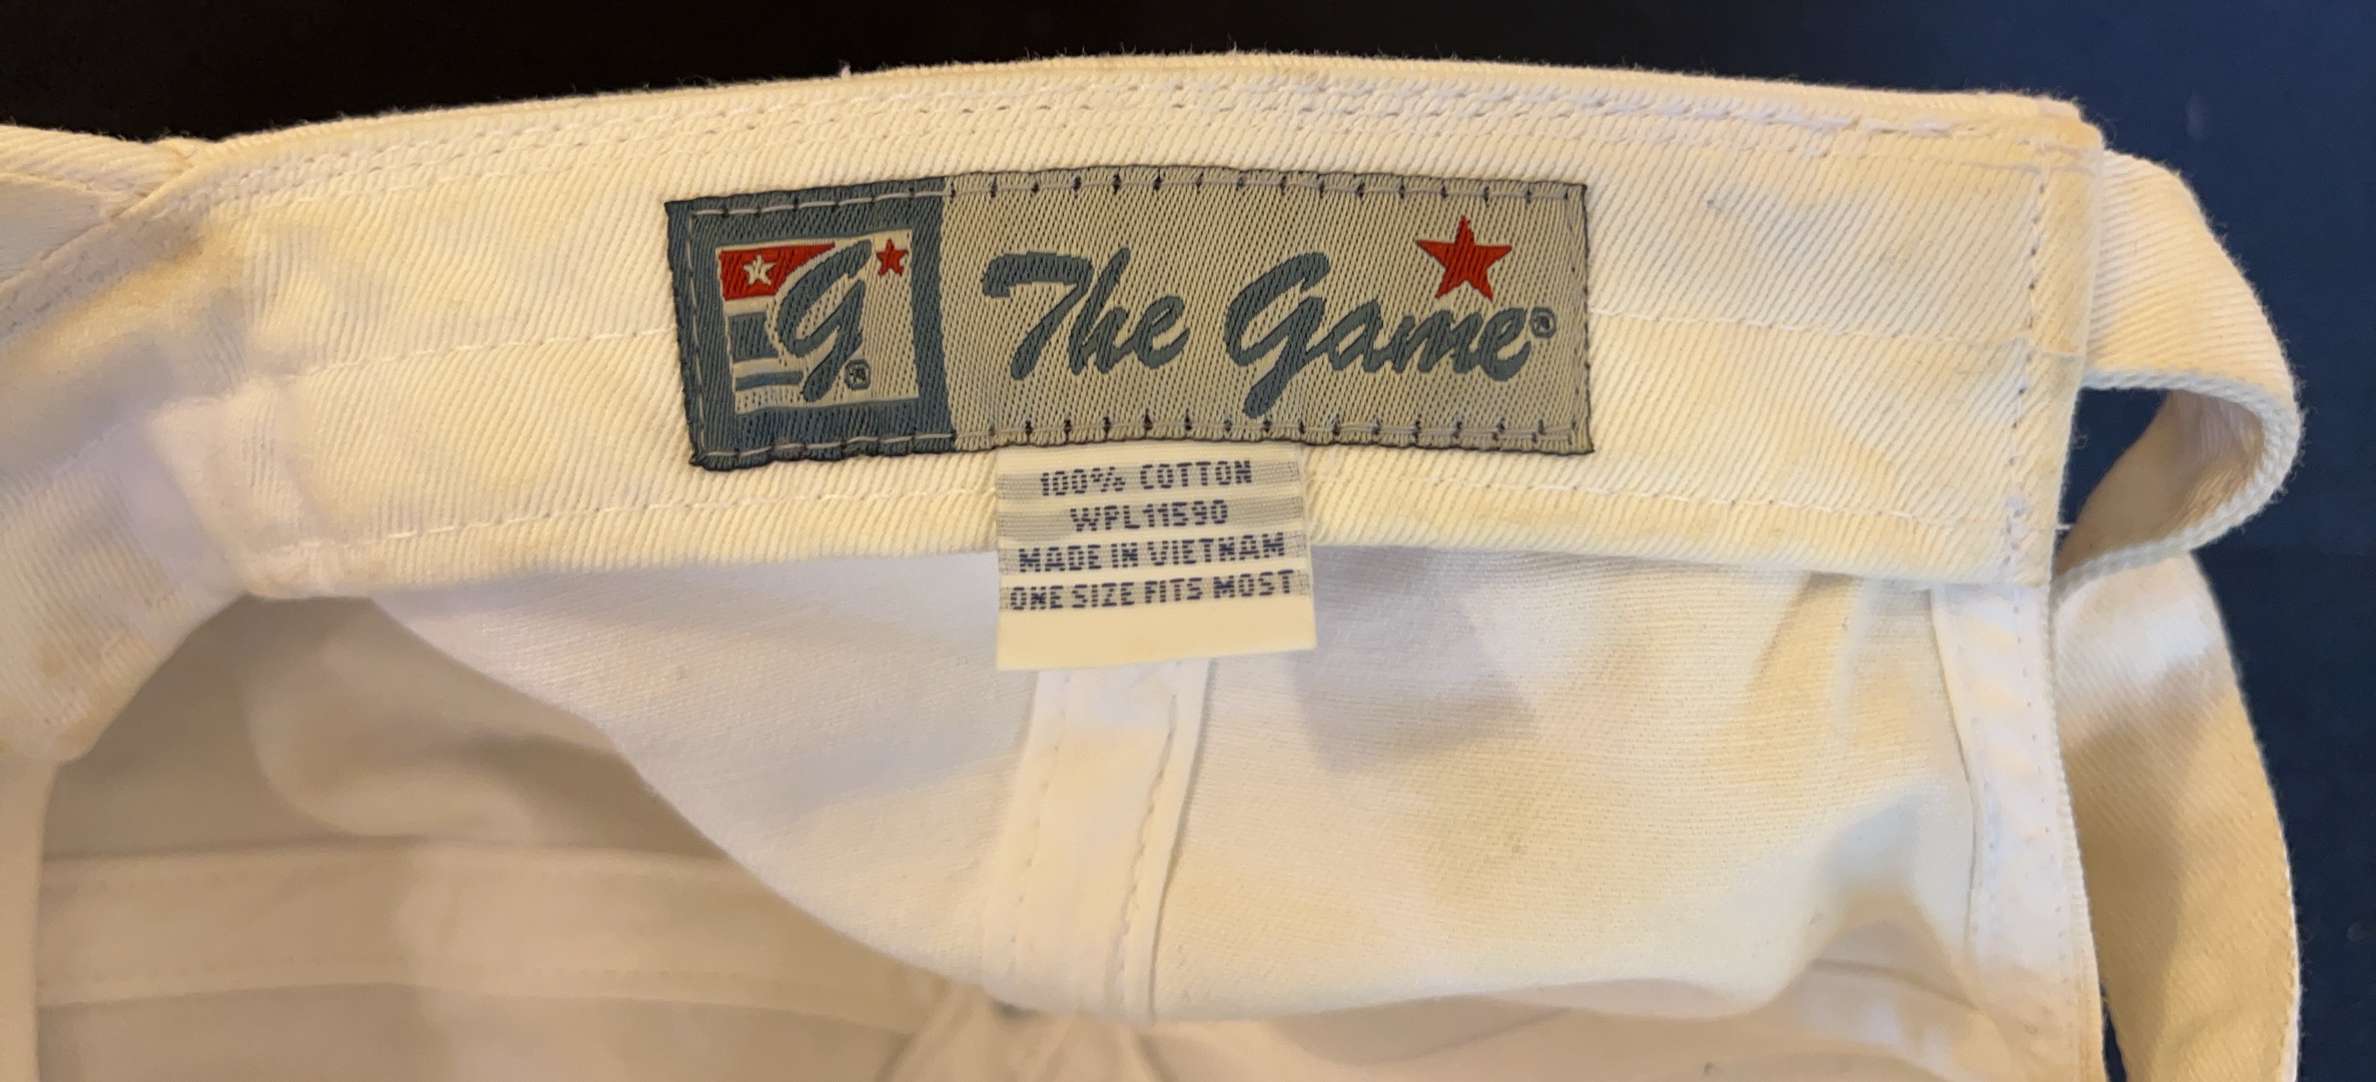 G®
The Game®
100% COTTON
WPL11590
MADE IN VIETNAM
ONE SIZE FITS MOST